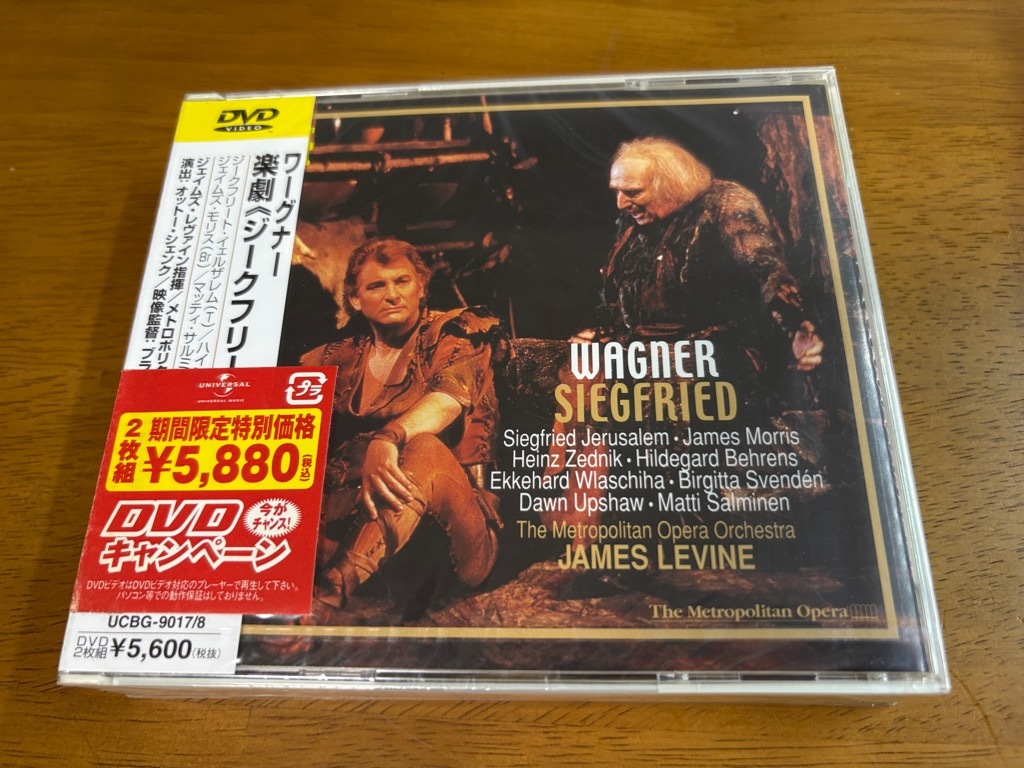 DVD
VIDEO
ワーグナー
楽劇《ジークフリー
ジークフリート・イェルザレム(T)/ハイ
ジェイムズ・モリス(Br)/マッティ・サルミ
ジェイムズ・レヴァイン指揮/メトロポリタ
演出:オットー・シェンク/映像監督:ブラ
UNIVERSAL
UNIVERSAL MUSIC
プラ
2枚組
期間限定特別価格
¥5,880(税込)
DVD
キャンペーン
今が
チャンス!
DVDビデオはDVDビデオ対応のプレーヤーで再生して下さい。
パソコン等での動作保証はしておりません。
UCBG-9017/8
DVD
2枚組 ¥5,600(税抜)
WAGNER
SIEGFRIED
Siegfried Jerusalem・James Morris
Heinz Zednik・Hildegard Behrens
Ekkehard Wlaschiha・Birgitta Svendén
Dawn Upshaw・Matti Salminen
The Metropolitan Opera Orchestra
JAMES LEVINE
The Metropolitan Opera